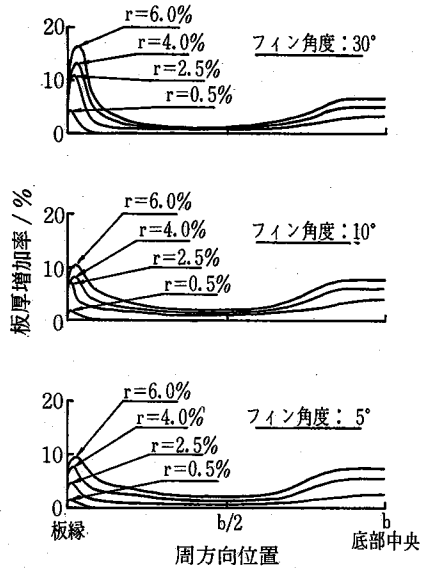 板厚増加率/%
r=6.0%
r=4.0%
r=2.5%
r=0.5%
フィン角度:30°
20
10
0
r=6.0%
r=4.0%
r=2.5%
r=0.5%
フィン角度:10°
20
10
0
r=6.0%
r=4.0%
r=2.5%
r=0.5%
フィン角度:5°
20
10
0
板縁
b/2
b
底部中央
周方向位置